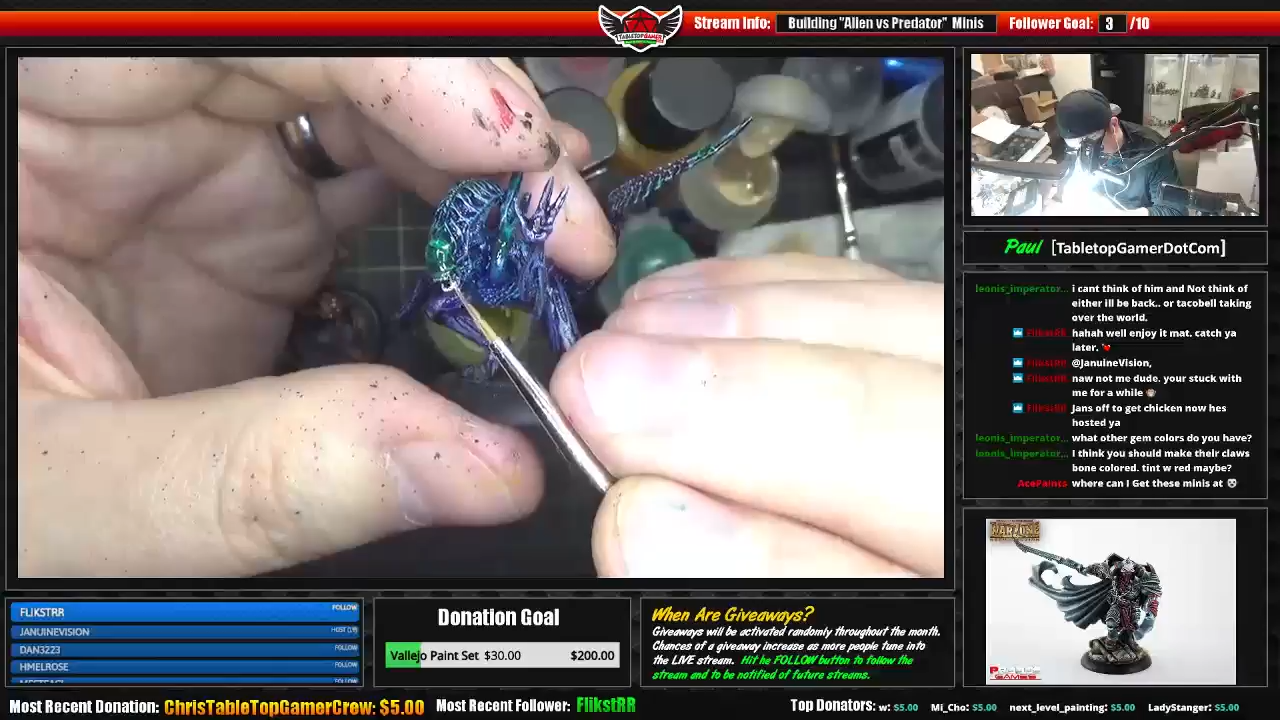 Stream Info: Building "Alien vs Predator" Minis Follower Goal: 3 /10
TABLETOPGAMER
Paul [TabletopGamerDotCom]
leonis_imperator... i cant think of him and Not think of
either ill be back.. or tacobell taking
over the world.
FlikstRR hahah well enjoy it mat. catch ya
later.
FlikstRR @JanuineVision,
FlikstRR naw not me dude. your stuck with
me for a while
FlikstRR Jans off to get chicken now hes
hosted ya
leonis_imperator... what other gem colors do you have?
leonis_imperator... I think you should make their claws
bone colored. tint w red maybe?
AcePaints where can I Get these minis at
WARZONE
GAMES
FLIKSTRR FOLLOW
JANUINEVISION
DAN3223 FOLLOW
HMELROSE FOLLOW
FOLLOW
Donation Goal
Vallejo Paint Set $30.00 $200.00
When Are Giveaways?
Giveaways will be activated randomly throughout the month.
Chances of a giveaway increase as more people tune into
the LIVE stream. Hit he FOLLOW button to follow the
stream and to be notified of future streams.
Most Recent Donation: ChrisTableTopGamerCrew: $5.00 Most Recent Follower: FlikstRR Top Donators: w: $5.00 Mi_Cho: $5.00 next_level_painting: $5.00 LadyStanger: $5.00